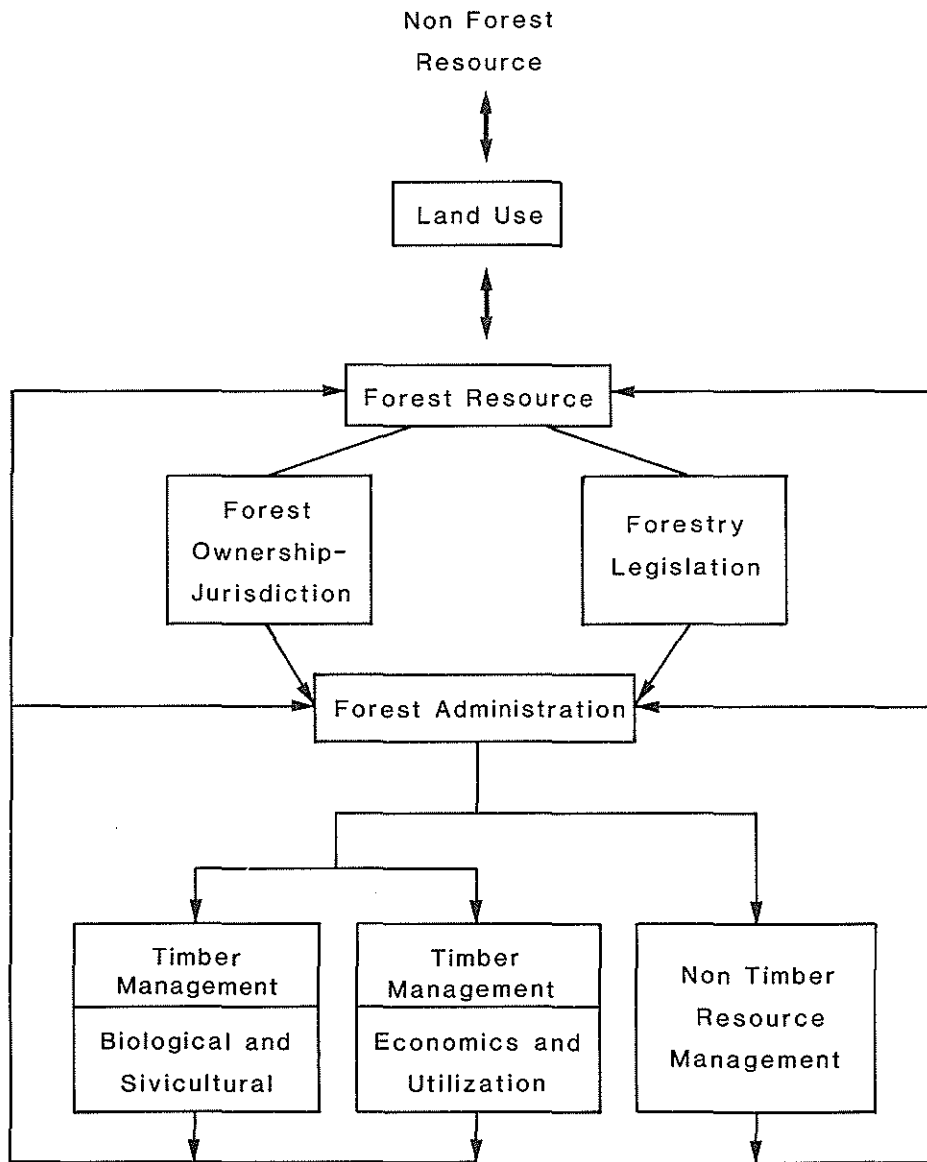 Non Forest
Resource
Land Use
Forest Resource
Forest
Ownership-
Jurisdiction
Forestry
Legislation
Forest Administration
Timber
Management
Biological and
Sivicultural
Timber
Management
Economics and
Utilization
Non Timber
Resource
Management